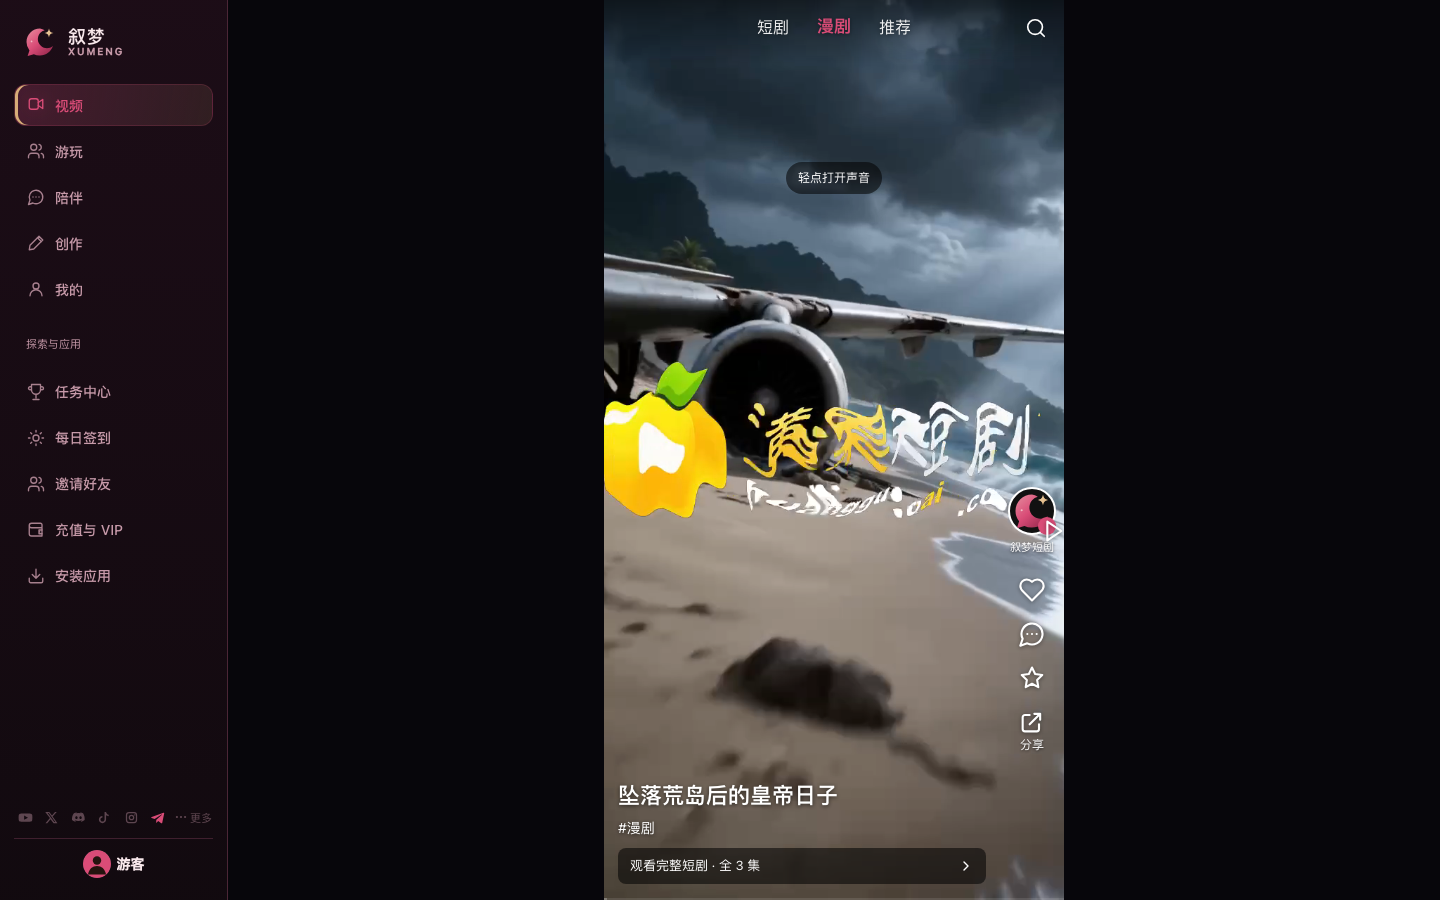 叙梦
XUMENG
视频
游玩
陪伴
创作
我的
探索与应用
任务中心
每日签到
邀请好友
充值与 VIP
安装应用
更多
游客
短剧
漫剧
推荐
轻点打开声音
短剧
叙梦短剧
分享
坠落荒岛后的皇帝日子
#漫剧
观看完整短剧 · 全 3 集